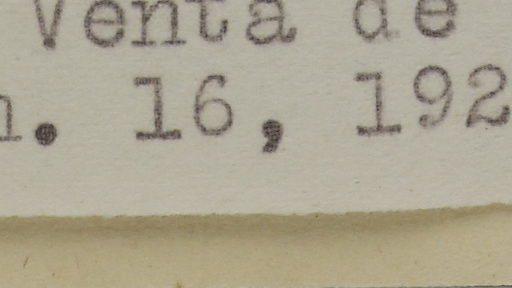 Venta de
n. 16, 192